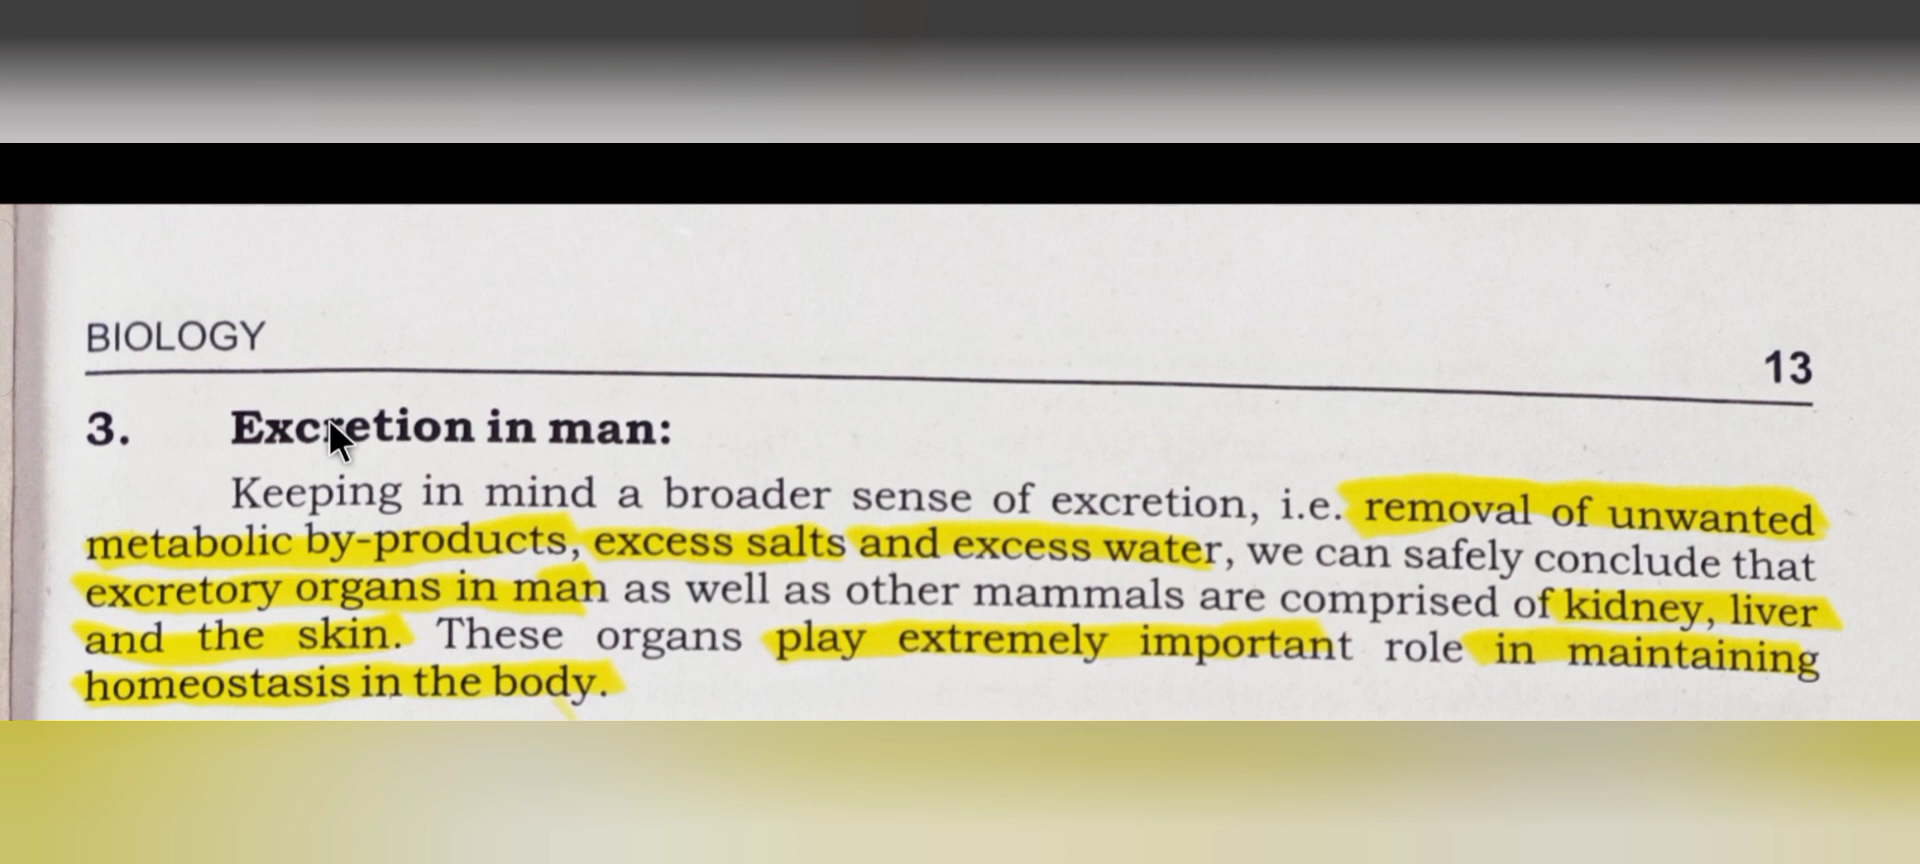 BIOLOGY
13
3. Excretion in man:
Keeping in mind a broader sense of excretion, i.e. removal of unwanted
metabolic by-products, excess salts and excess water, we can safely conclude that
excretory organs in man as well as other mammals are comprised of kidney, liver
and the skin. These organs play extremely important role in maintaining
homeostasis in the body.